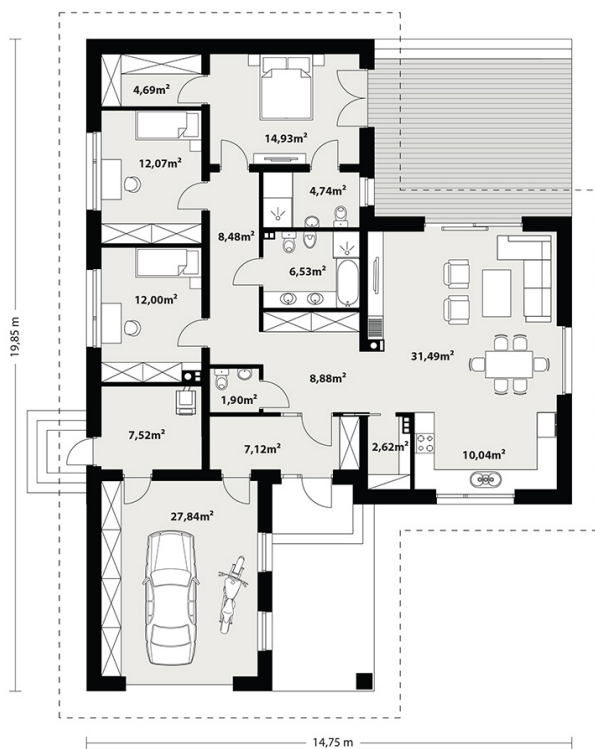 4,69m²
14,93m²
12,07m²
4,74m²
8,48m²
6,53m²
12,00m²
19,85 m
31,49m²
8,88m²
1,90m²
7,52m²
7,12m²
2,62m²
10,04m²
27,84m²
14,75 m